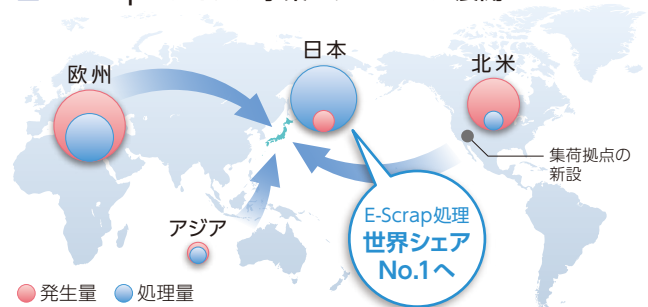 日本
欧州
北米
集荷拠点の
新設
アジア
E-Scrap処理
世界シェア
No.1へ
発生量 処理量